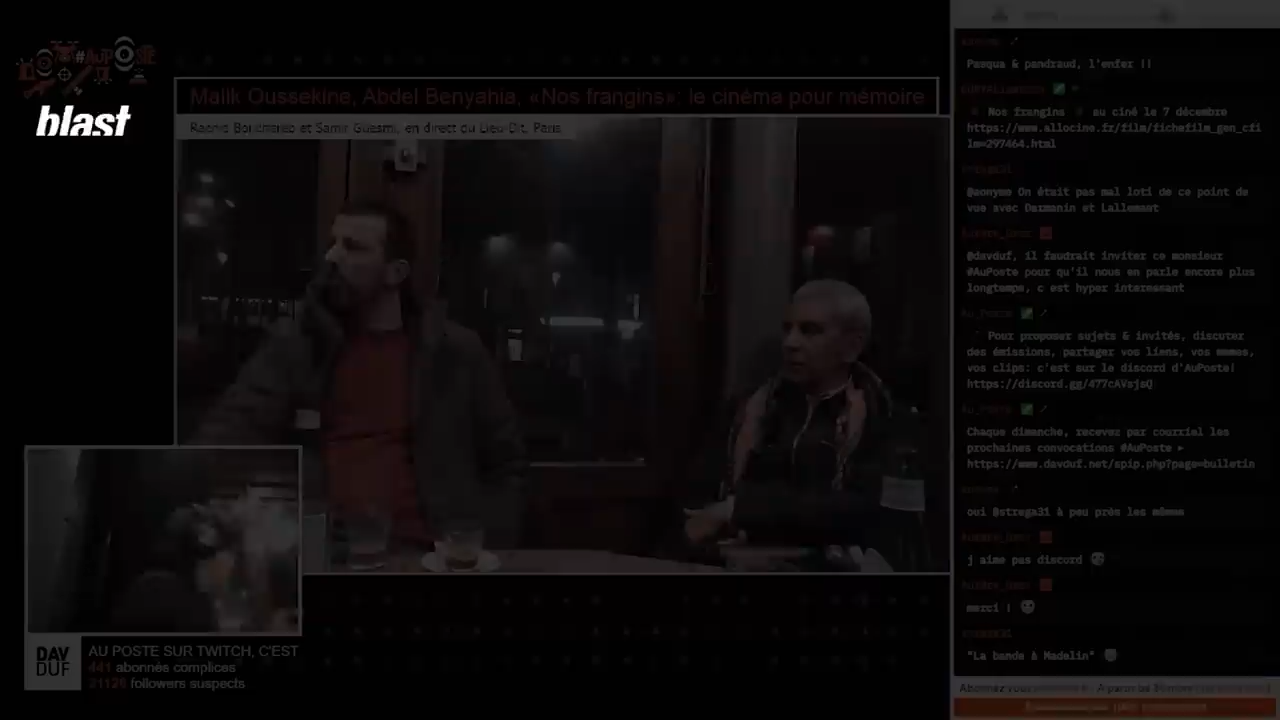 #AuPOSTE
blast
Malik Oussekine, Abdel Benyahia, «Nos frangins»: le cinéma pour mémoire
et Samir Guesmi, en direct du Lieu-Dit, Paris
Pasqua & pandraud, l'enfer !!
Nos frangins au ciné le 7 décembre
https://www.allocine.fr/film/fichefilm_gen_cfi
lm=297464.html
@aonyme On était pas mal loti de ce point de
vue avec Darmanin et Lallemant
@davduf, il faudrait inviter ce monsieur
#AuPoste pour qu'il nous en parle encore plus
longtemps, c est hyper interessant
Au_Poste
Pour proposer sujets & invités, discuter
des émissions, partager vos liens, vos memes,
vos clips: c'est sur le discord d'AuPoste!
https://discord.gg/477cAVsjsQ
Au_Poste
Chaque dimanche, recevez par courriel les
prochaines convocations #AuPoste ►
https://www.davduf.net/spip.php?page=bulletin
oui @strega31 à peu près les mêmes
j aime pas discord
merci !
"La bande à Madelin"
DAV
DUF
AU POSTE SUR TWITCH, C'EST
441 abonnés complices
followers suspects